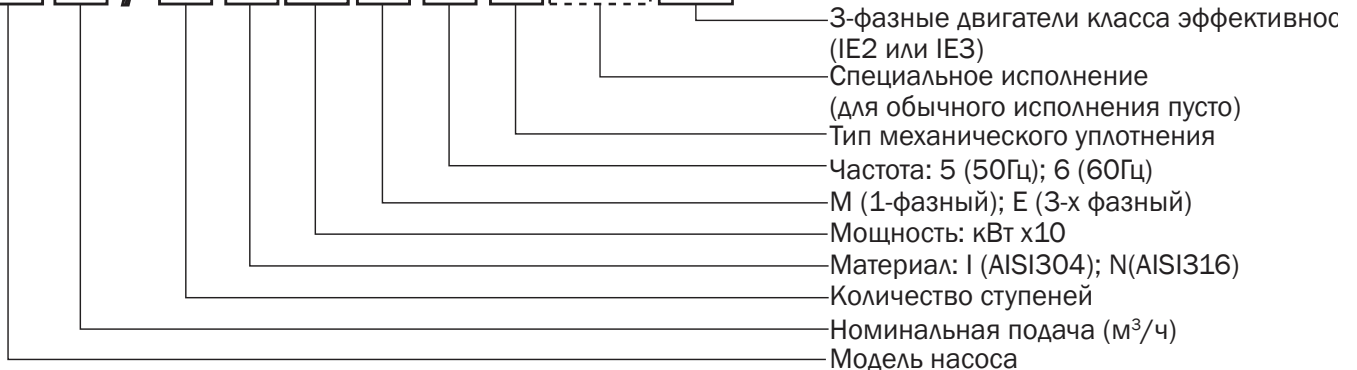 /
3-фазные двигатели класса эффективнос
(IE2 или IE3)
Специальное исполнение
(для обычного исполнения пусто)
Тип механического уплотнения
Частота: 5 (50Гц); 6 (60Гц)
M (1-фазный); E (3-х фазный)
Мощность: кВт x10
Материал: I (AISI304); N(AISI316)
Количество ступеней
Номинальная подача (м³/ч)
Модель насоса